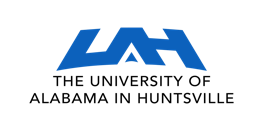 UAH
THE UNIVERSITY OF
ALABAMA IN HUNTSVILLE